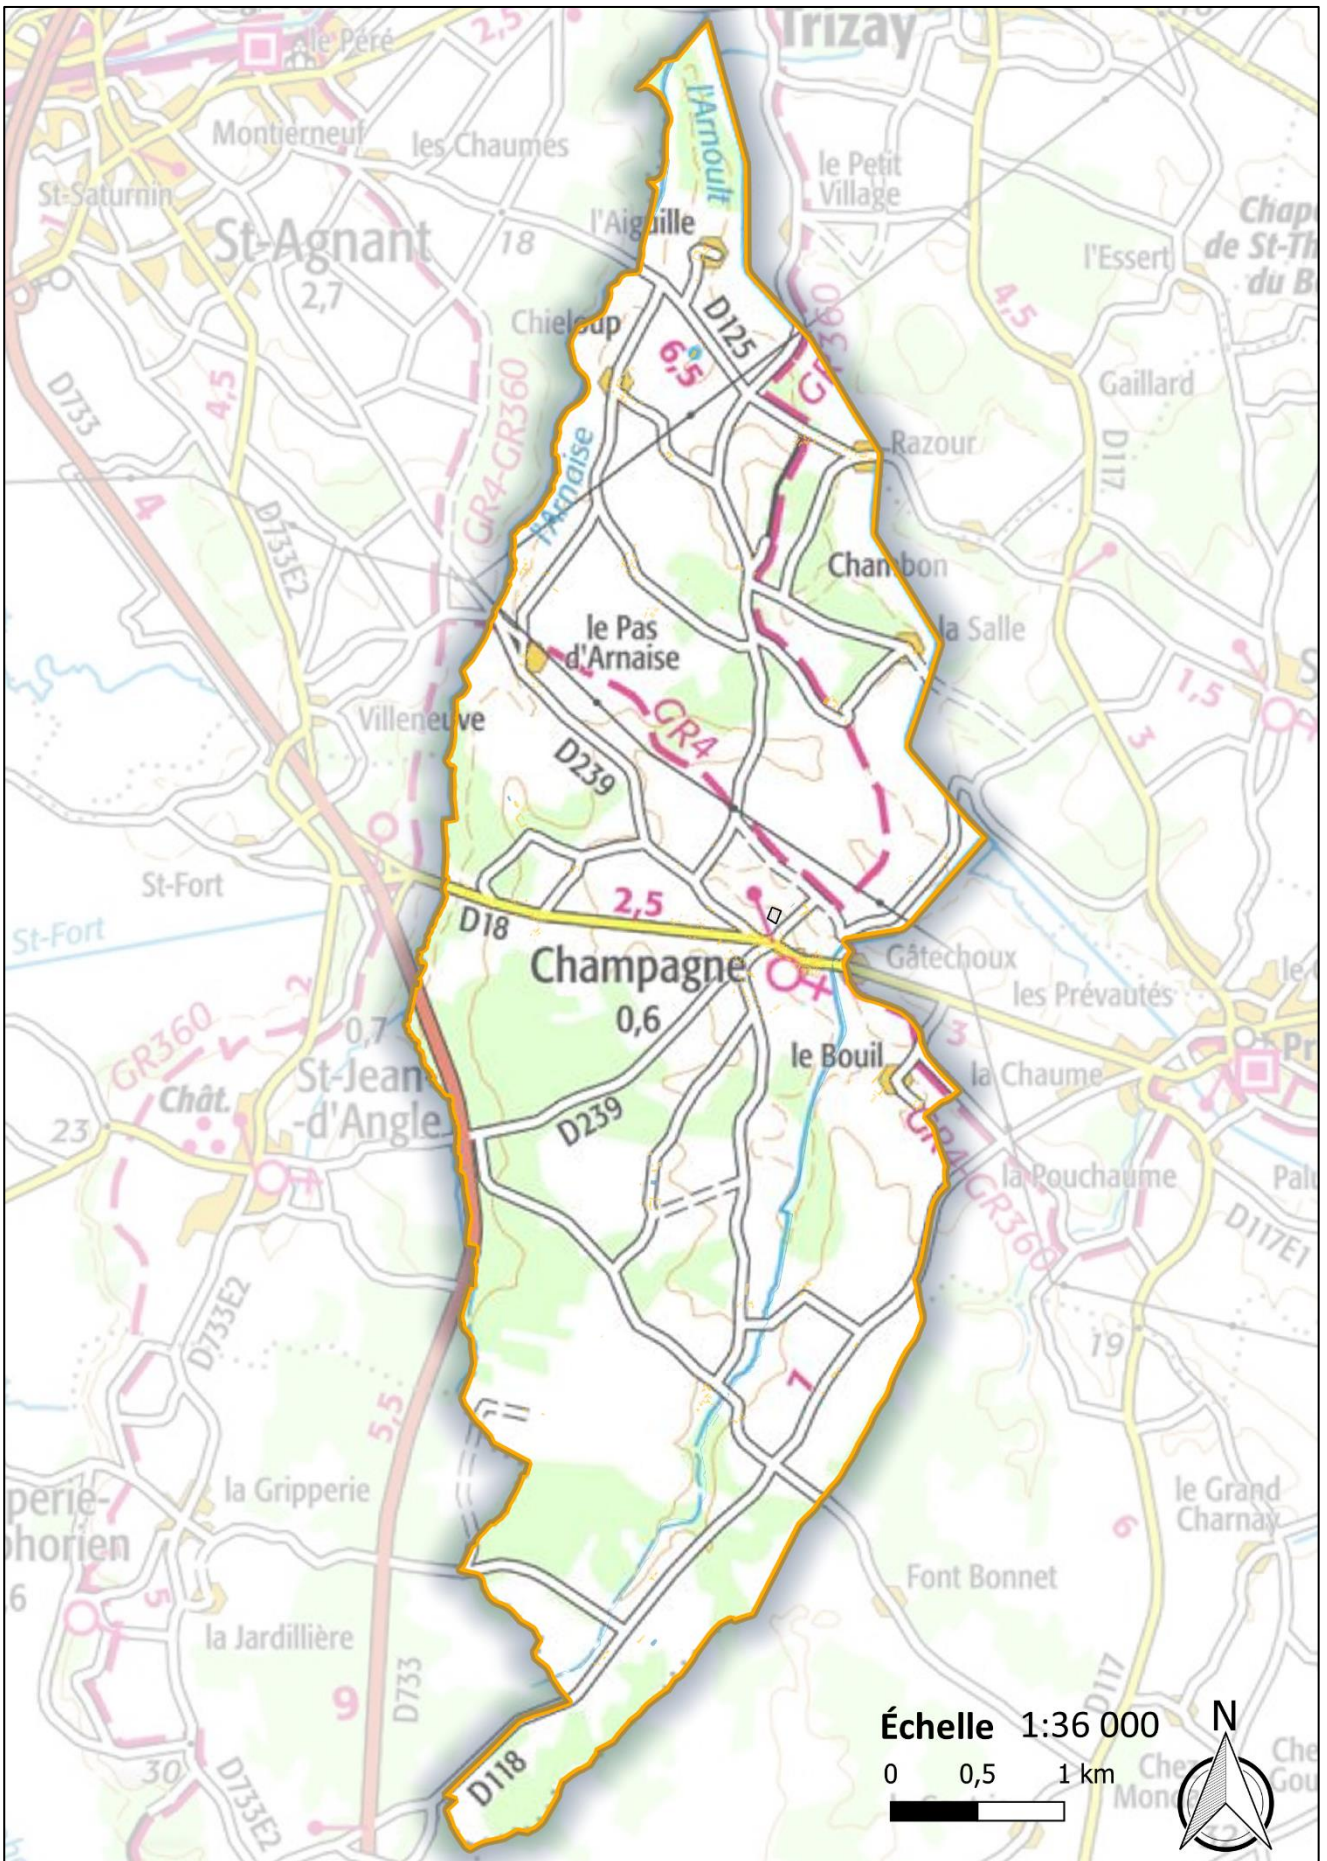 Trizay
le Péré
2,5
l'Arnoult
Montierneuf
les Chaumes
le Petit
Village
St-Saturnin
l'Aiguille
St-Agnant
2,7
18
l'Essert
de St-Th
Chieloup
D125
6,5
GR360
4,5
D733
4,5
GR4-GR360
Gaillard
Razour
D117
l'Arnaise
4
D733E2
Chambon
le Pas
d'Arnaise
la Salle
1,5
Villeneuve
GR4
3
D239
St-Fort
2,5
D18
St-Fort
Champagne
0,6
Gâtechoux
les Prévautés
2
GR360
0,7
St-Jean-
-d'Angle
Chât.
23
le Bouil
3
la Chaume
D239
GR4-GR360
la Pouchaume
D117E1
D733E2
19
7
5,5
la Gripperie
perie-
phorien
le Grand
Charnay
6
Font Bonnet
5
la Jardillière
9
D733
D117
30
D733E2
D118
Échelle 1:36 000
N
0 0,5 1 km